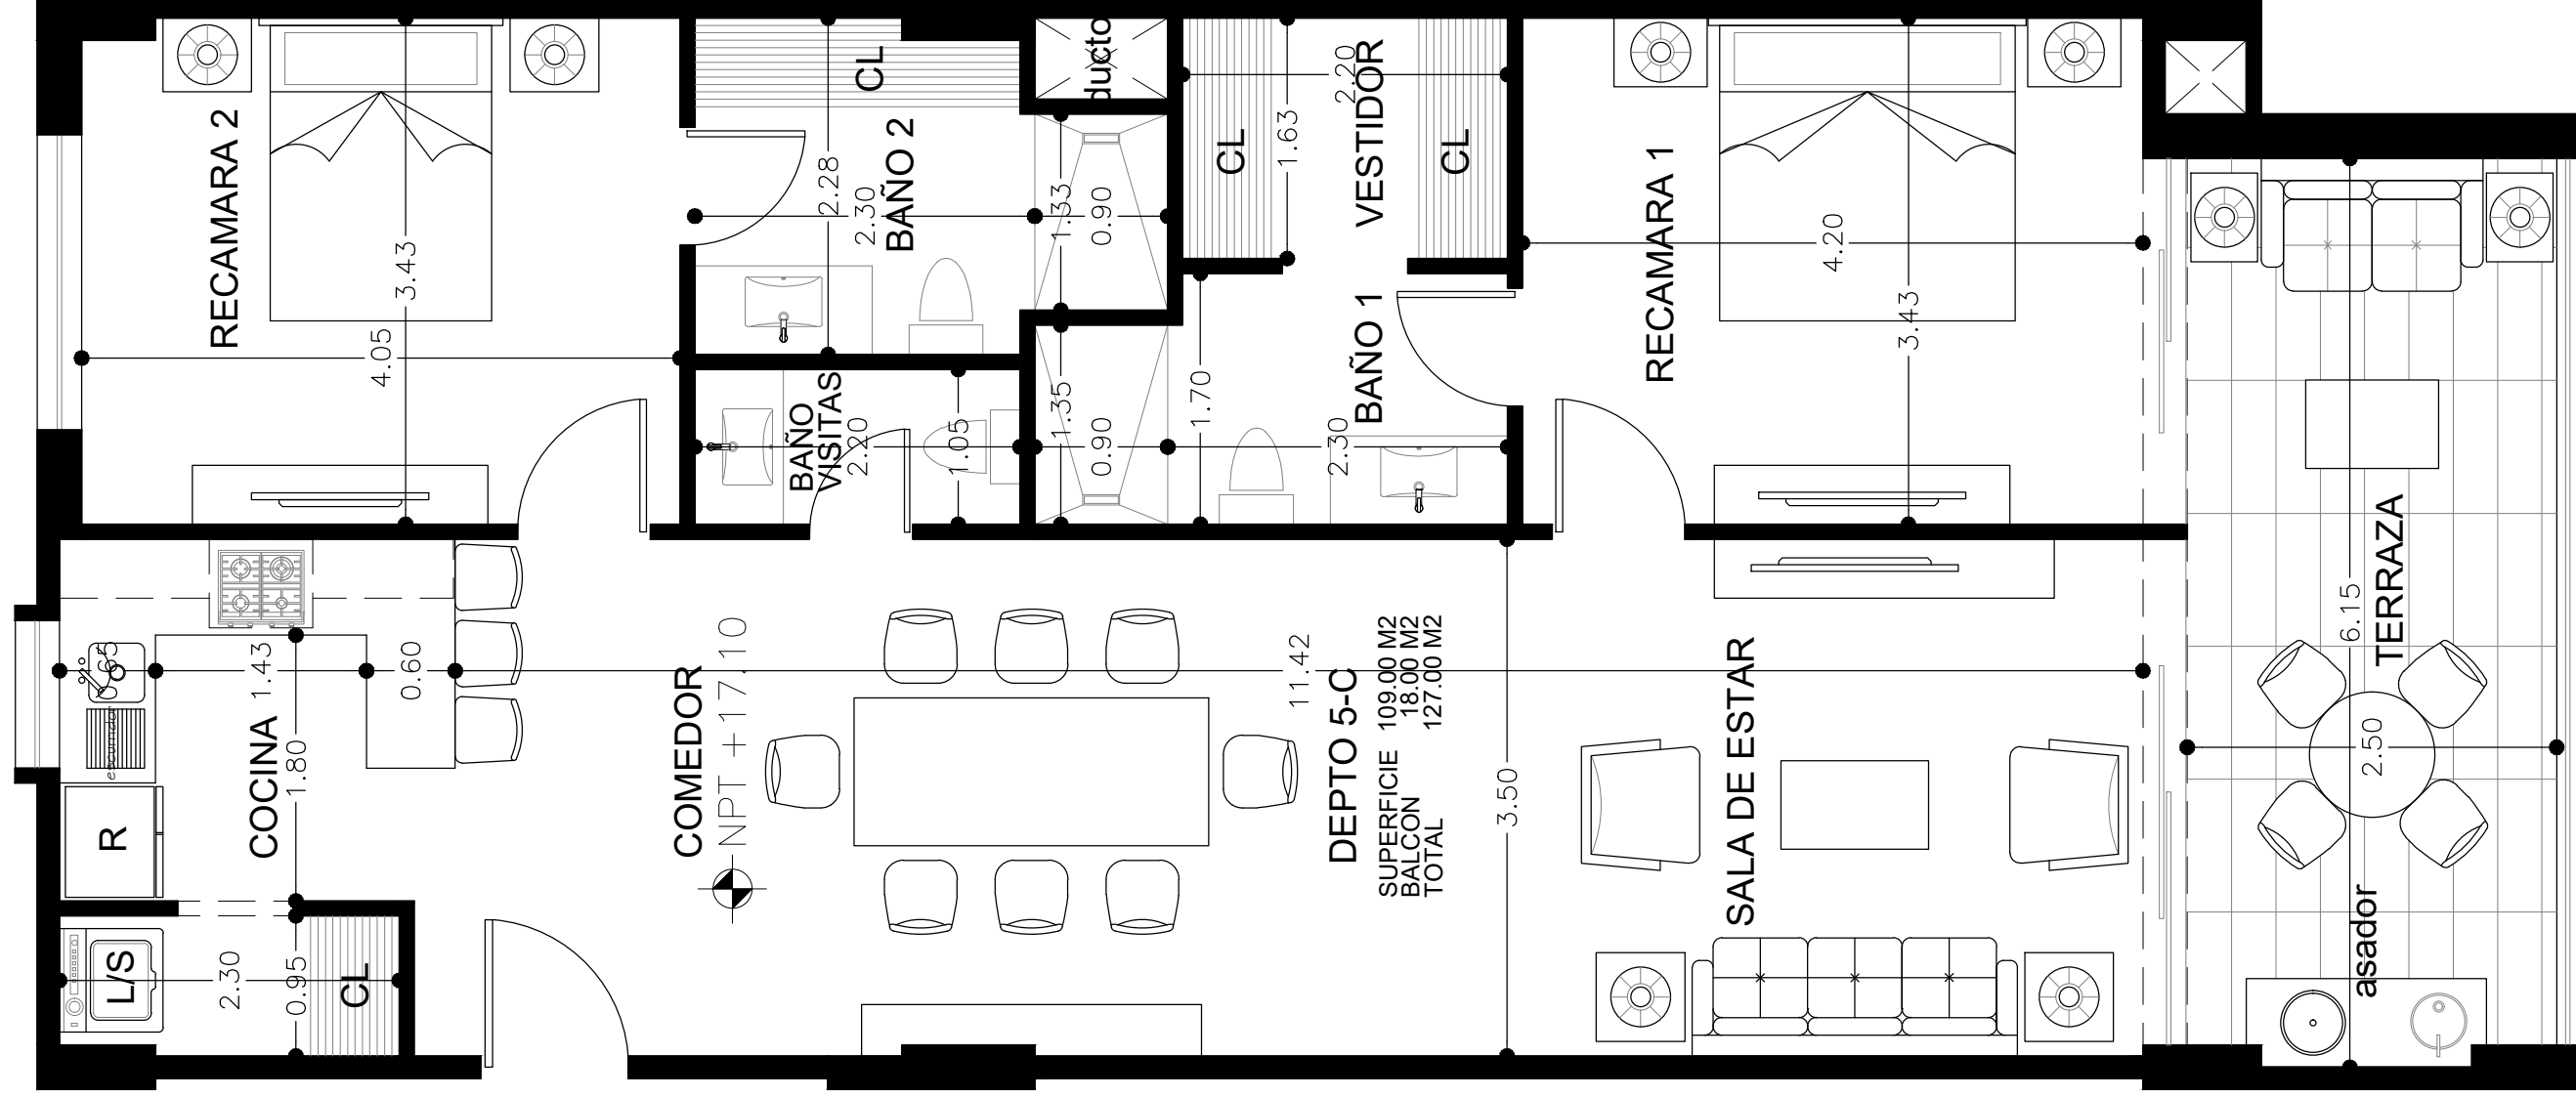 RECAMARA 2
3.43
4.05
CL
2.28
2.30
BAÑO 2
ducto
1.33
0.90
CL
1.63
2.20
VESTIDOR
CL
RECAMARA 1
4.20
3.43
BAÑO
VISITAS
2.20
1.05
1.35
0.90
1.70
2.30
BAÑO 1
0.65
escurridor
1.43
0.60
COCINA
1.80
R
L/S
2.30
0.95
CL
COMEDOR
NPT +17.10
11.42
DEPTO 5-C
SUPERFICIE 109.00 M2
BALCON 18.00 M2
TOTAL 127.00 M2
3.50
SALA DE ESTAR
6.15
TERRAZA
2.50
asador